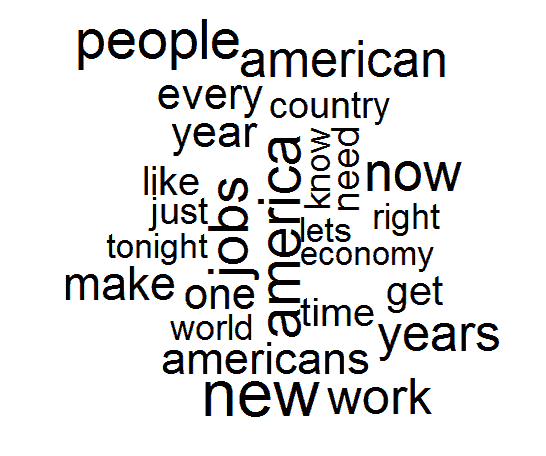 people
american
every
country
year
know
need
america
now
like
jobs
just
lets
right
tonight
economy
make
one
get
time
world
years
americans
new
work